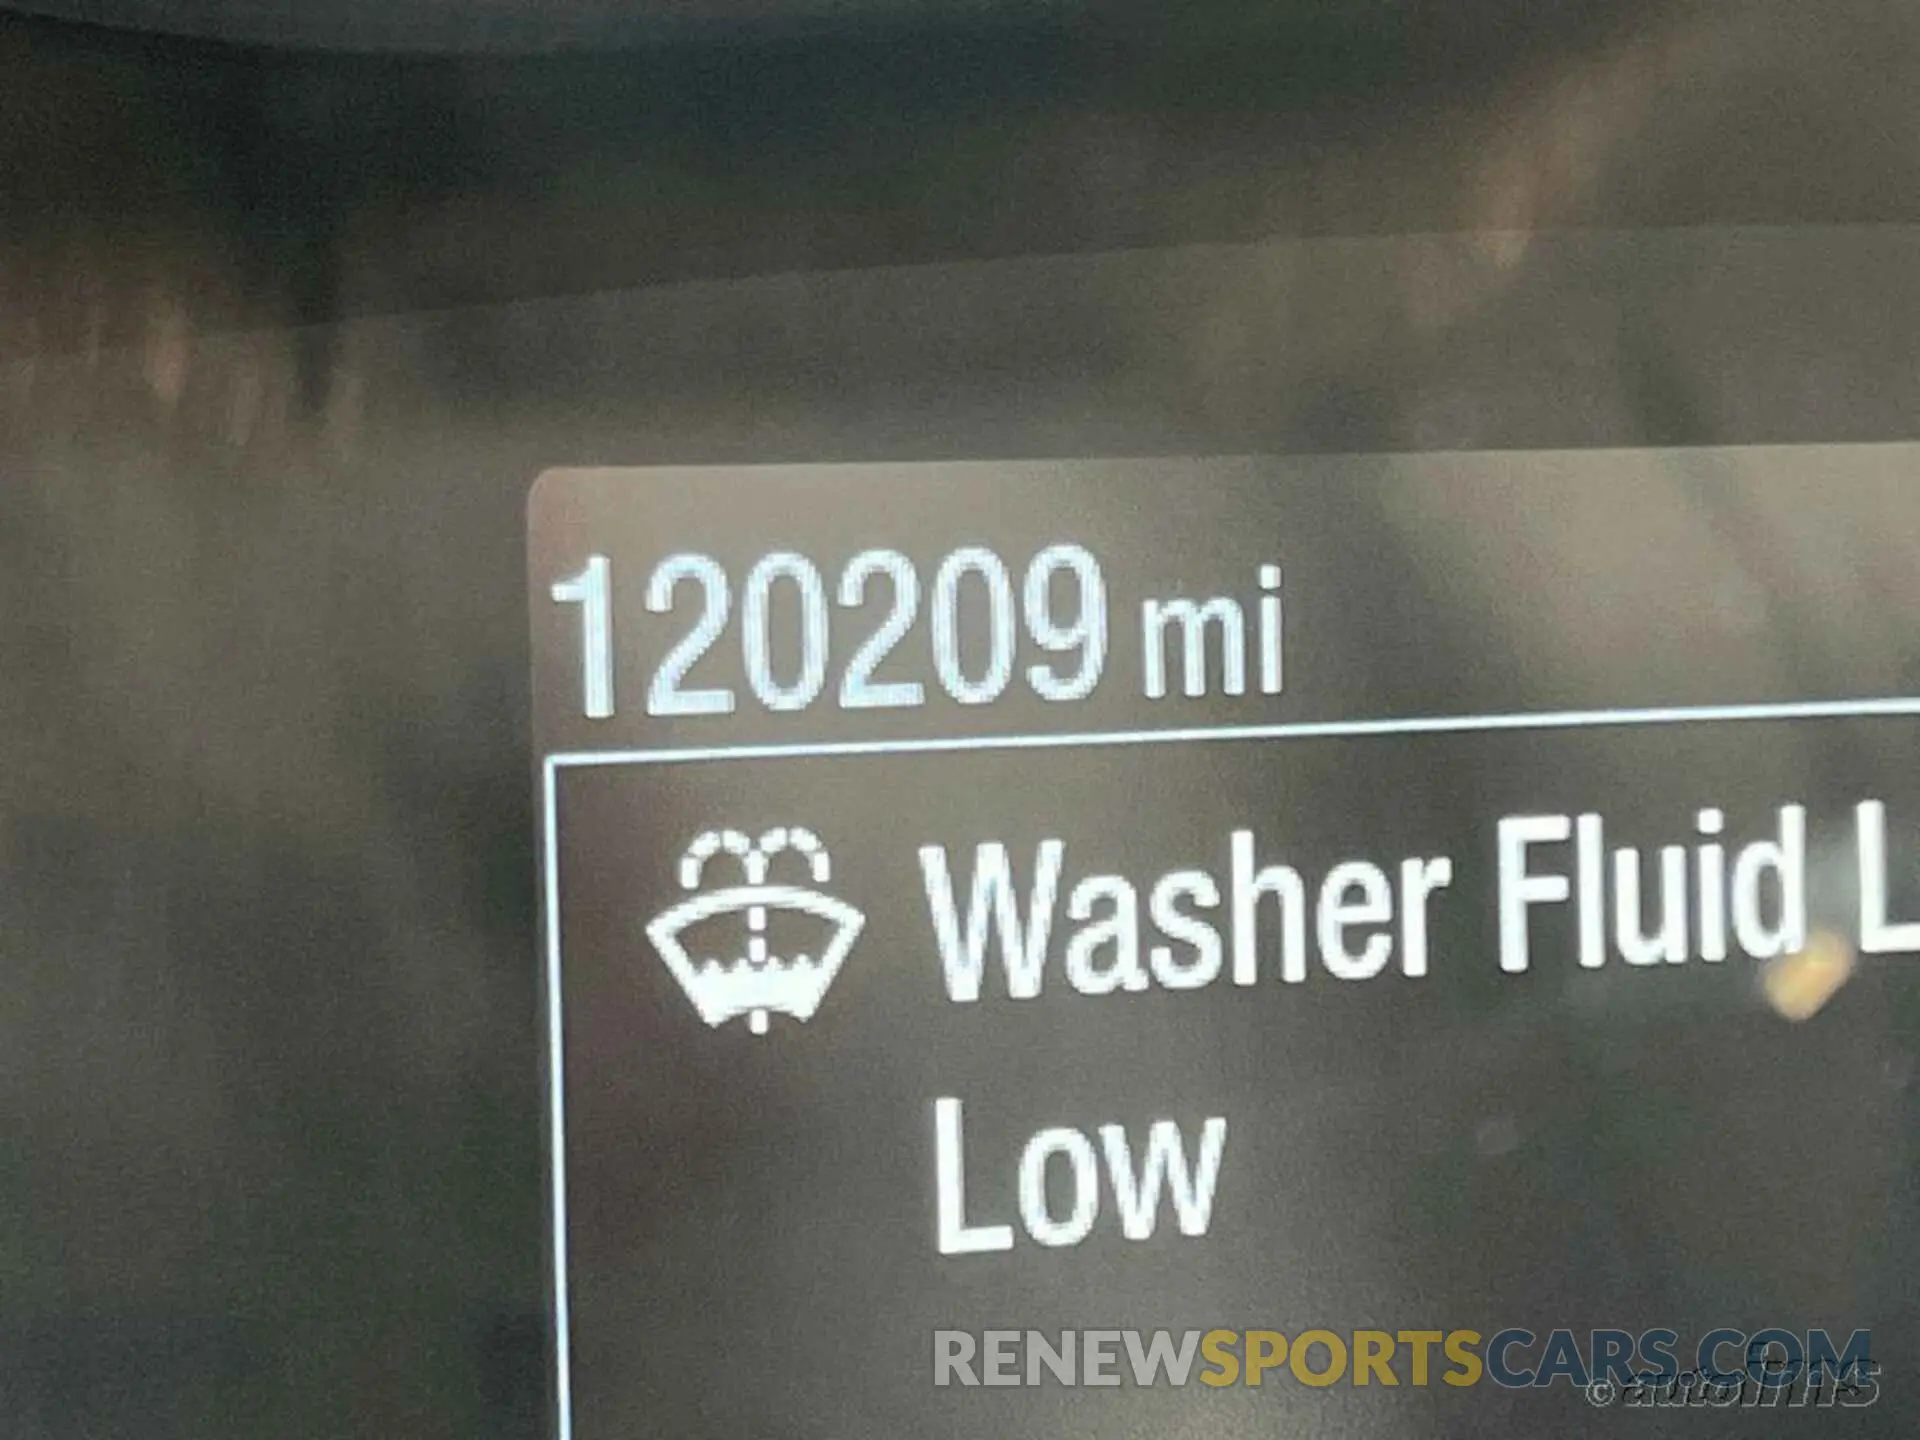 120209 mi
Washer Fluid L
Low
RENEWSPORTSCARS.COM